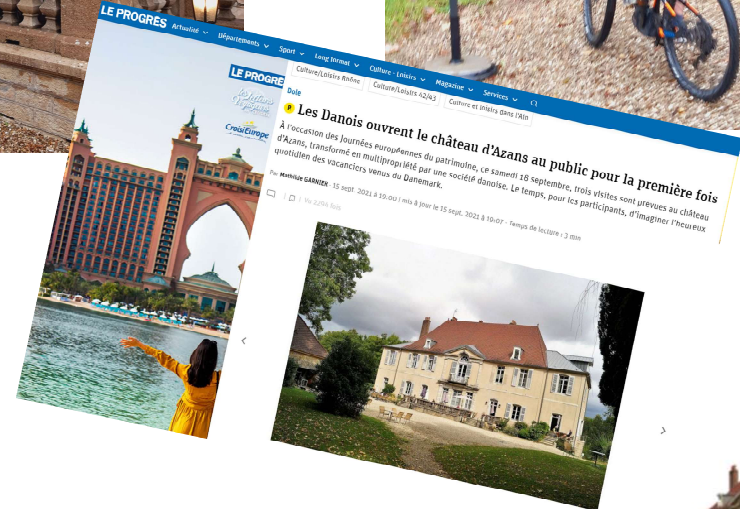 LE PROGRÈS
Actualité Départements Sport Long format Culture - Loisirs Magazine Services
Culture/Loisirs Rhône Culture/Loisirs 42/43 Culture et loisirs dans l'Ain
LE PROGRÈ
CroisiEurope
Dole
P Les Danois ouvrent le château d'Azans au public pour la première fois
À l'occasion des Journées européennes du patrimoine, ce samedi 18 septembre, trois visites sont prévues au château
d'Azans, transformé en multipropriété par une société danoise. Le temps, pour les participants, d'imaginer l'heureux
quotidien des vacanciers venus du Danemark.
Par Mathilde GARNIER - 15 sept. 2021 à 19:00 | mis à jour le 15 sept. 2021 à 19:07 - Temps de lecture : 3 min